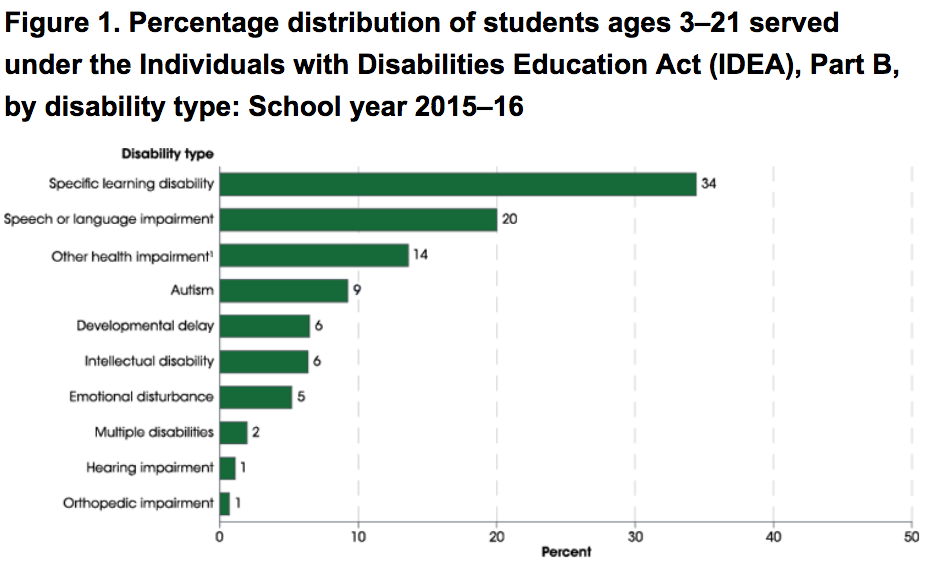 Figure 1. Percentage distribution of students ages 3–21 served
under the Individuals with Disabilities Education Act (IDEA), Part B,
by disability type: School year 2015–16
Disability type
Specific learning disability 34
Speech or language impairment 20
Other health impairment¹ 14
Autism 9
Developmental delay 6
Intellectual disability 6
Emotional disturbance 5
Multiple disabilities 2
Hearing impairment 1
Orthopedic impairment 1
0 10 20 30 40 50
Percent